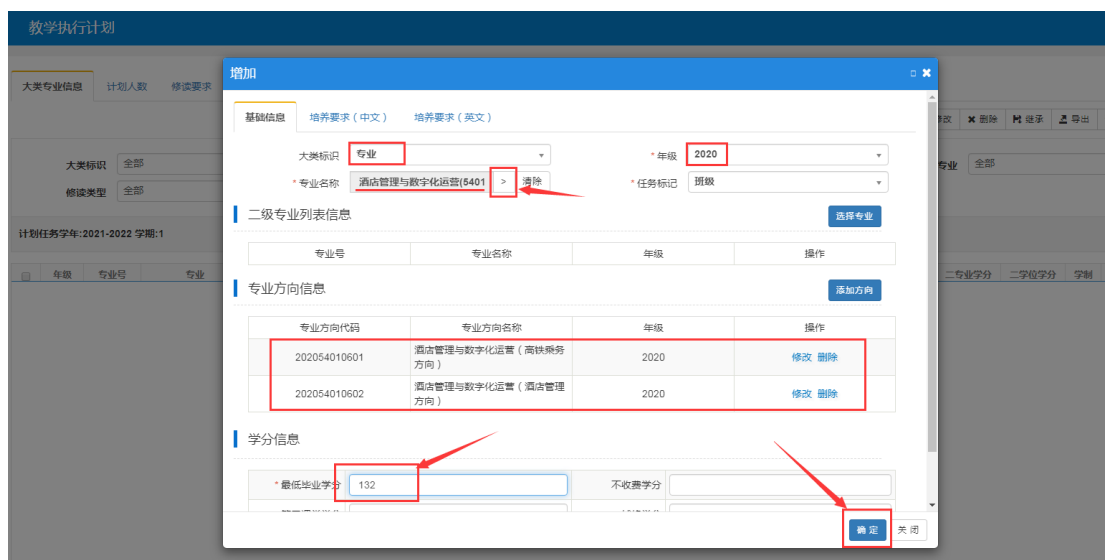 教学执行计划
大类专业信息 计划人数 修读要求
修改 删除 继承 导出
大类标识 全部
专业 全部
修读类型 全部
计划任务学年:2021-2022 学期:1
年级 专业号 专业
二专业学分 二学位学分 学制
增加
基础信息 培养要求(中文) 培养要求(英文)
大类标识 专业 * 年级 2020
* 专业名称 酒店管理与数字化运营(5401 > 清除 * 任务标记 班级
二级专业列表信息 选择专业
专业号 专业名称 年级 操作
专业方向信息 添加方向
专业方向代码 专业方向名称 年级 操作
202054010601 酒店管理与数字化运营(高铁乘务方向) 2020 修改 删除
202054010602 酒店管理与数字化运营(酒店管理方向) 2020 修改 删除
学分信息
* 最低毕业学分 132 不收费学分
确定 关闭